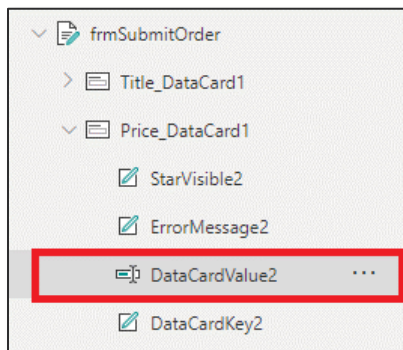 frmSubmitOrder
Title_DataCard1
Price_DataCard1
StarVisible2
ErrorMessage2
DataCardValue2 ...
DataCardKey2